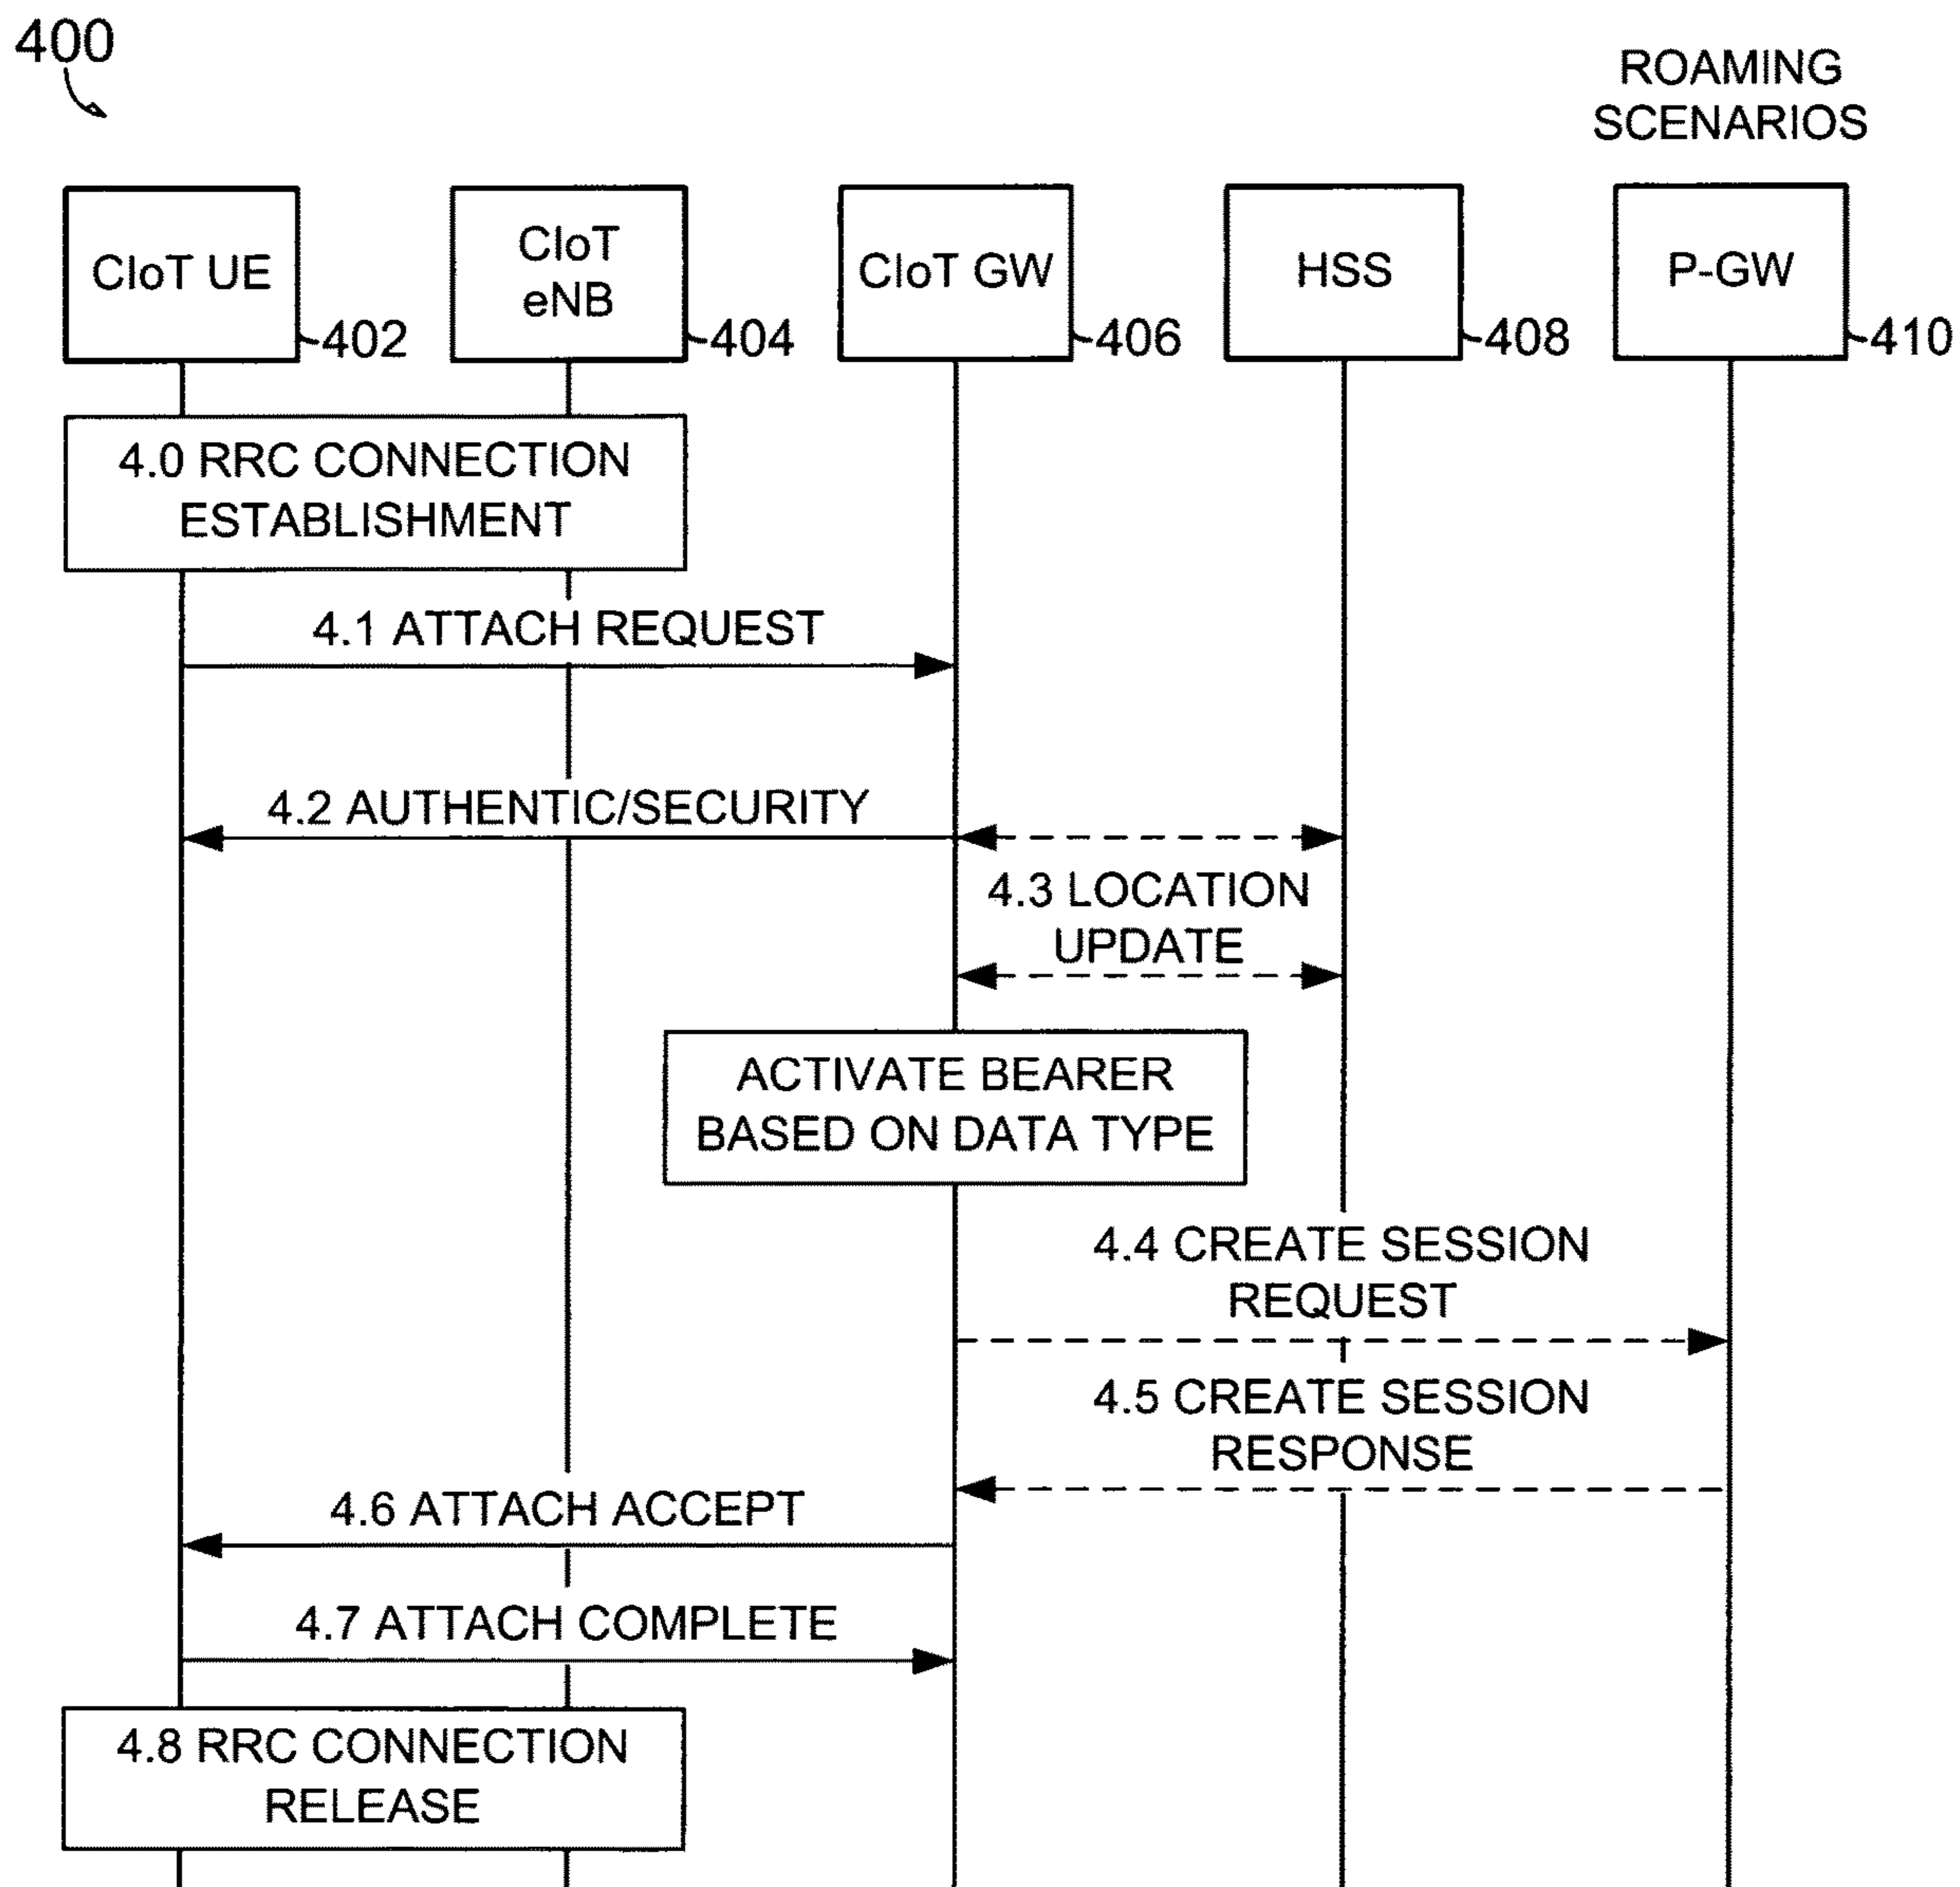 400
ROAMING
SCENARIOS
CIoT UE
402
CIoT
eNB
404
CIoT GW
406
HSS
408
P-GW
410
4.0 RRC CONNECTION
ESTABLISHMENT
4.1 ATTACH REQUEST
4.2 AUTHENTIC/SECURITY
4.3 LOCATION
UPDATE
ACTIVATE BEARER
BASED ON DATA TYPE
4.4 CREATE SESSION
REQUEST
4.5 CREATE SESSION
RESPONSE
4.6 ATTACH ACCEPT
4.7 ATTACH COMPLETE
4.8 RRC CONNECTION
RELEASE